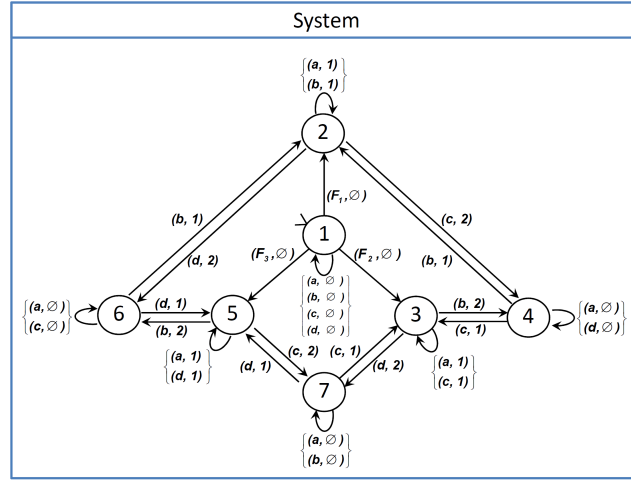 System
(a, 1)
(b, 1)
2
(b, 1)
(d, 2)
(F1,∅)
(c, 2)
(b, 1)
1
(F3,∅)
(F2,∅)
(a,∅)
(b,∅)
(c,∅)
(d,∅)
(a,∅)
(c,∅)
6
(d, 1)
(b, 2)
5
3
(b, 2)
(c, 1)
4
(a,∅)
(d,∅)
(a, 1)
(d, 1)
(c, 2)
(d, 1)
(c, 1)
(d, 2)
(a, 1)
(c, 1)
7
(a,∅)
(b,∅)